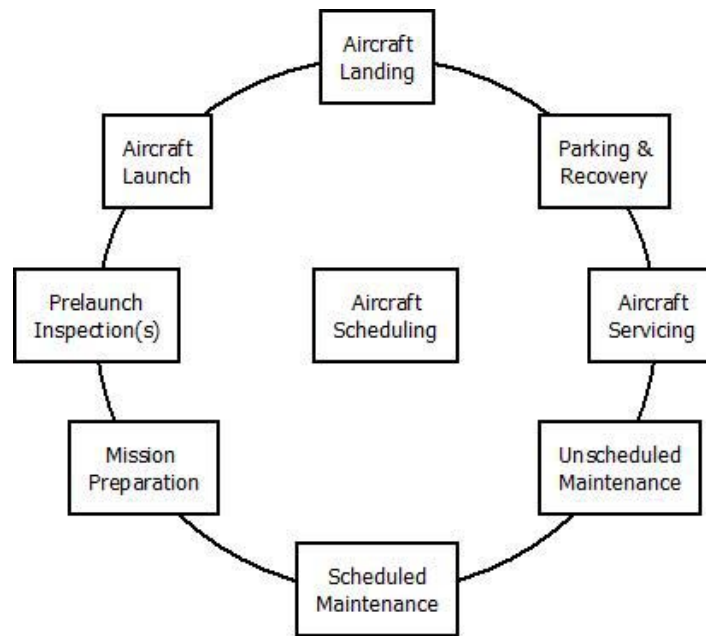 Aircraft
Landing
Aircraft
Launch
Parking &
Recovery
Prelaunch
Inspection(s)
Aircraft
Scheduling
Aircraft
Servicing
Mission
Preparation
Unscheduled
Maintenance
Scheduled
Maintenance